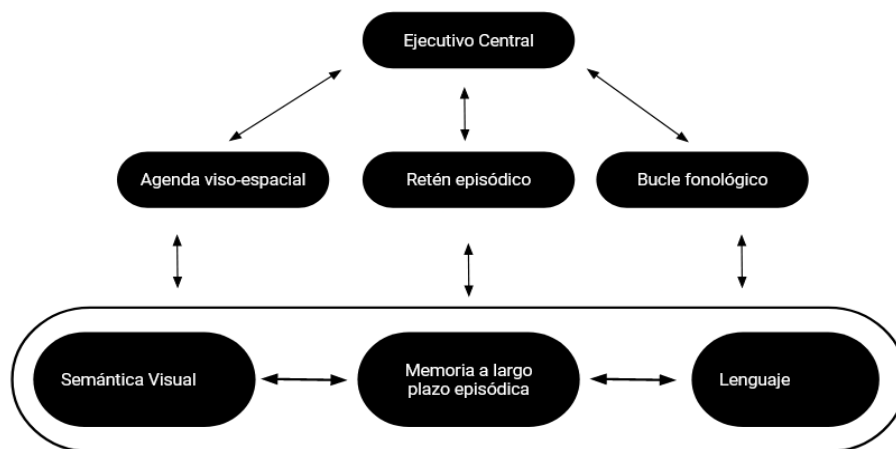 Ejecutivo Central
Agenda viso-espacial
Retén episódico
Bucle fonológico
Semántica Visual
Memoria a largo
plazo episódica
Lenguaje